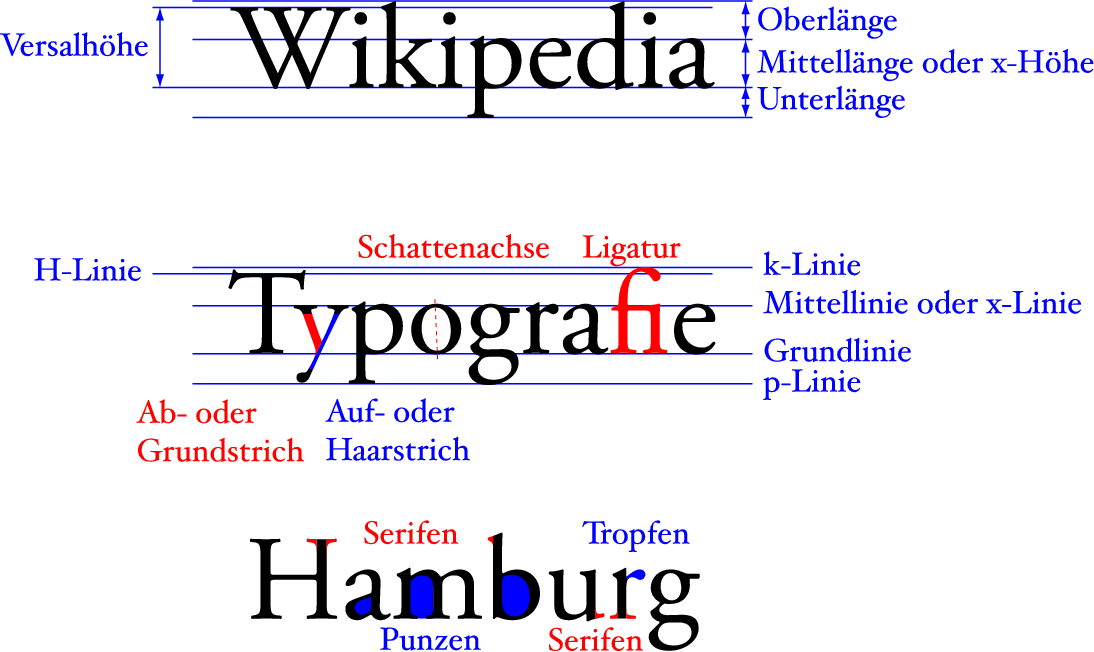 Wikipedia
Versalhöhe
Oberlänge
Mittellänge oder x-Höhe
Unterlänge
Schattenachse
Ligatur
H-Linie
k-Linie
Typografie
Mittellinie oder x-Linie
Grundlinie
p-Linie
Ab- oder
Grundstrich
Auf- oder
Haarstrich
Serifen
Tropfen
Hamburg
Punzen
Serifen